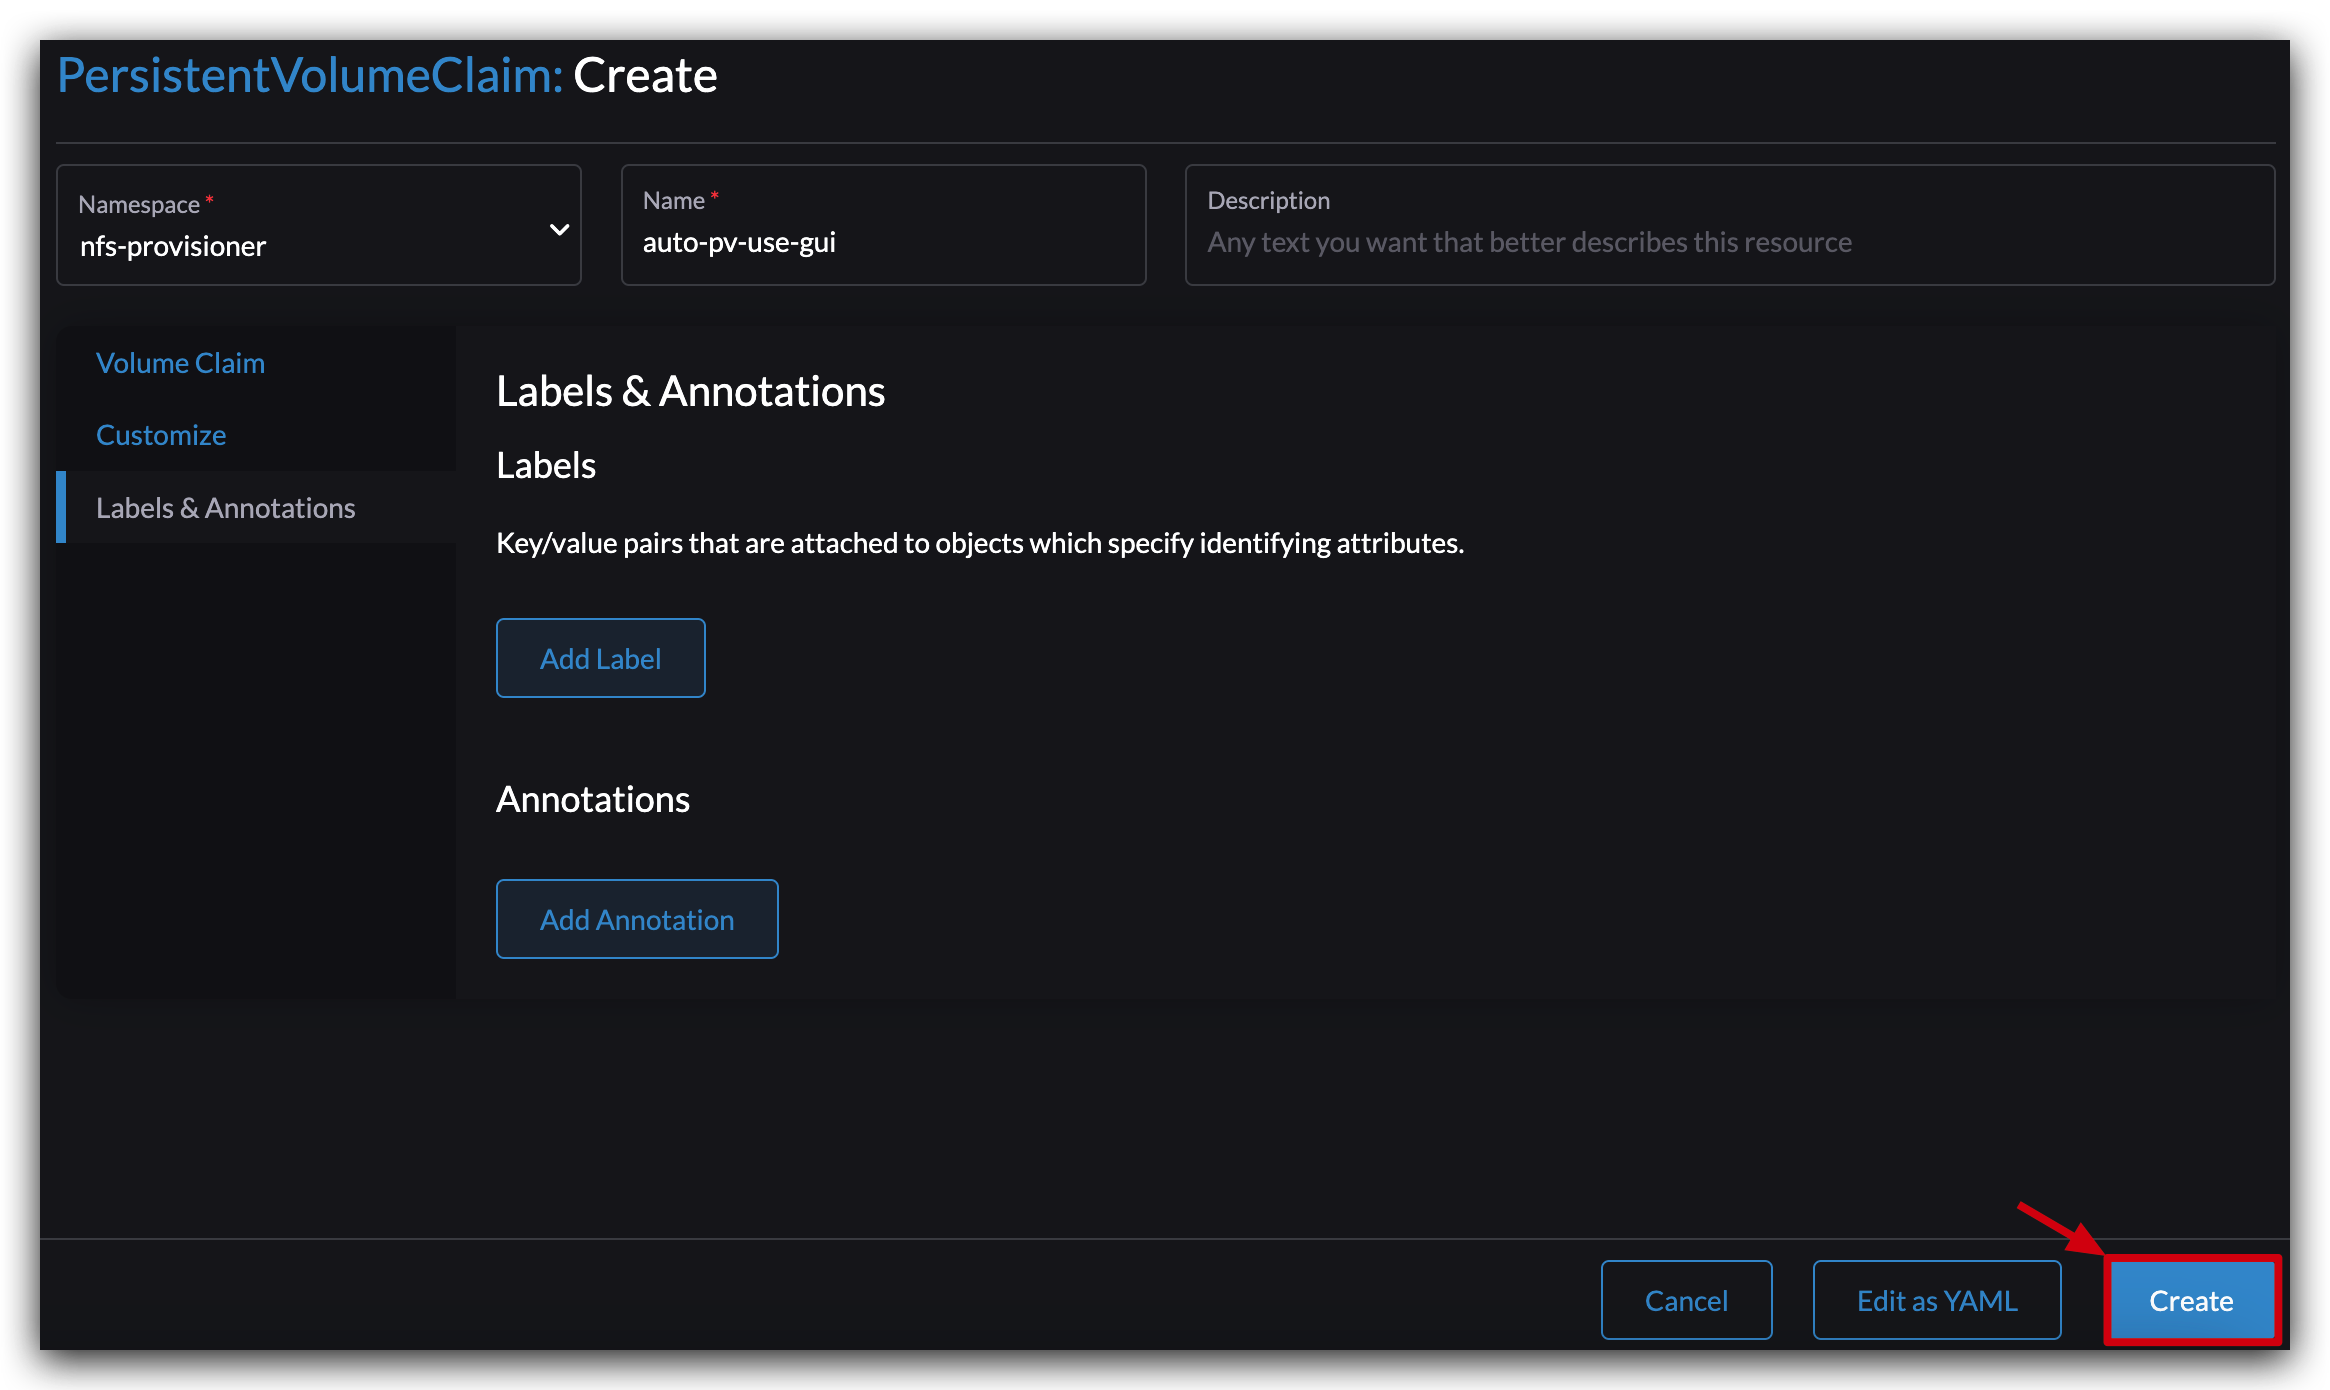 PersistentVolumeClaim: Create
Namespace *
nfs-provisioner
Name *
auto-pv-use-gui
Description
Any text you want that better describes this resource
Volume Claim
Customize
Labels & Annotations
Labels & Annotations
Labels
Key/value pairs that are attached to objects which specify identifying attributes.
Add Label
Annotations
Add Annotation
Cancel
Edit as YAML
Create